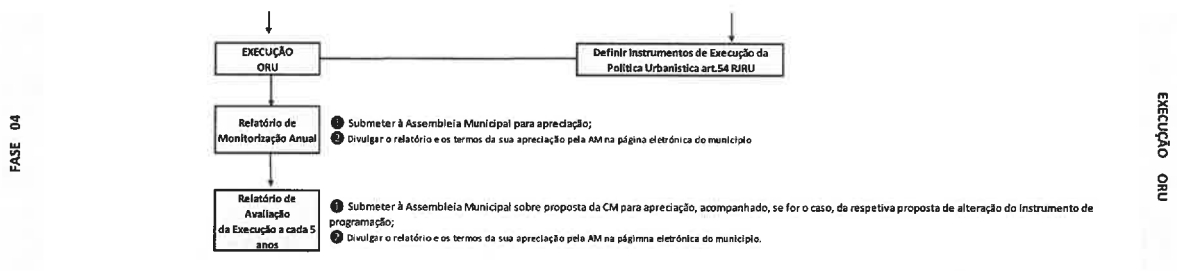 FASE 04
EXECUÇÃO
ORU
Definir Instrumentos de Execução da
Política Urbanística art.54 RJRU
Relatório de
Monitorização Anual
❶ Submeter à Assembleia Municipal para apreciação;
❷ Divulgar o relatório e os termos da sua apreciação pela AM na página eletrónica do município
Relatório de
Avaliação
da Execução a cada 5
anos
❶ Submeter à Assembleia Municipal sobre proposta da CM para apreciação, acompanhado, se for o caso, da respetiva proposta de alteração do instrumento de
programação;
❷ Divulgar o relatório e os termos da sua apreciação pela AM na págimna eletrónica do município.
EXECUÇÃO ORU